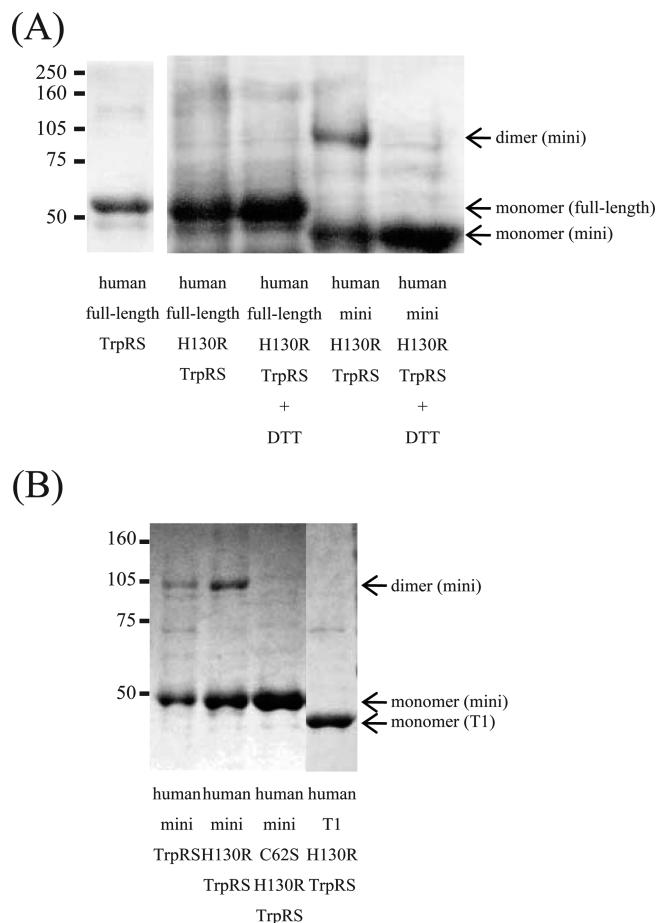 (A)
250
160
105
75
50
dimer (mini)
monomer (full-length)
monomer (mini)
human human human human human
full-length full-length full-length mini mini
TrpRS H130R H130R H130R H130R
TrpRS TrpRS TrpRS TrpRS
+ +
DTT DTT
(B)
160
105
75
50
dimer (mini)
monomer (mini)
monomer (T1)
human human human human
mini mini mini T1
TrpRS H130R C62S H130R
TrpRS H130R TrpRS
TrpRS